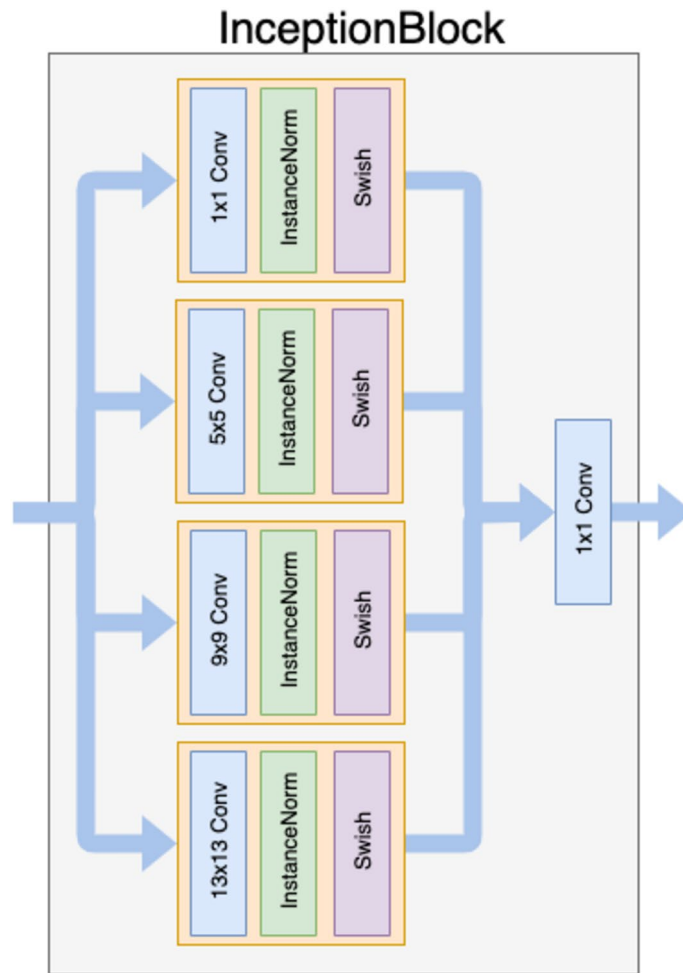 InceptionBlock
1x1 Conv
InstanceNorm
Swish
5x5 Conv
InstanceNorm
Swish
9x9 Conv
InstanceNorm
Swish
13x13 Conv
InstanceNorm
Swish
1x1 Conv